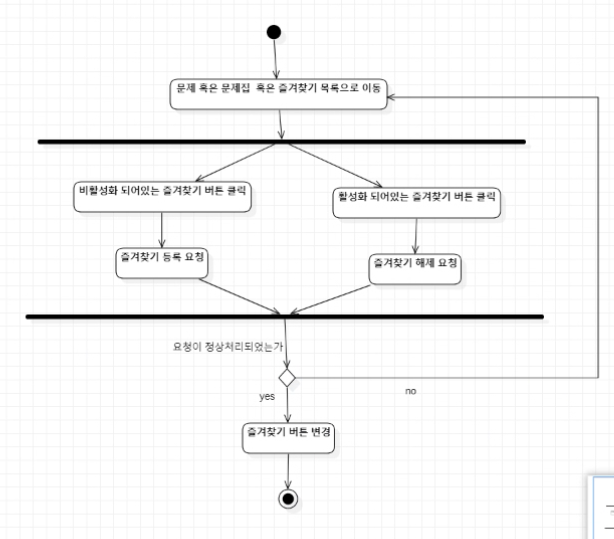 문제 혹은 문제집 혹은 즐겨찾기 목록으로 이동
비활성화 되어있는 즐겨찾기 버튼 클릭
활성화 되어있는 즐겨찾기 버튼 클릭
즐겨찾기 등록 요청
즐겨찾기 해제 요청
요청이 정상처리되었는가
yes
no
즐겨찾기 버튼 변경